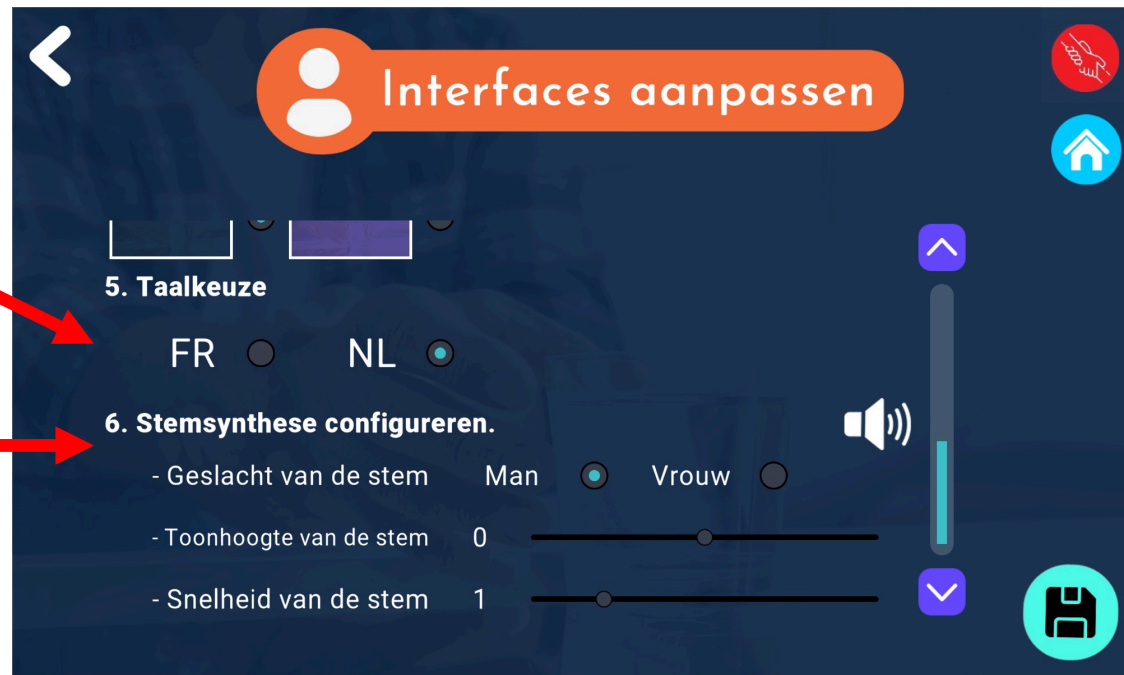 Interfaces aanpassen
5. Taalkeuze
FR NL
6. Stemsynthese configureren.
- Geslacht van de stem Man Vrouw
- Toonhoogte van de stem 0
- Snelheid van de stem 1